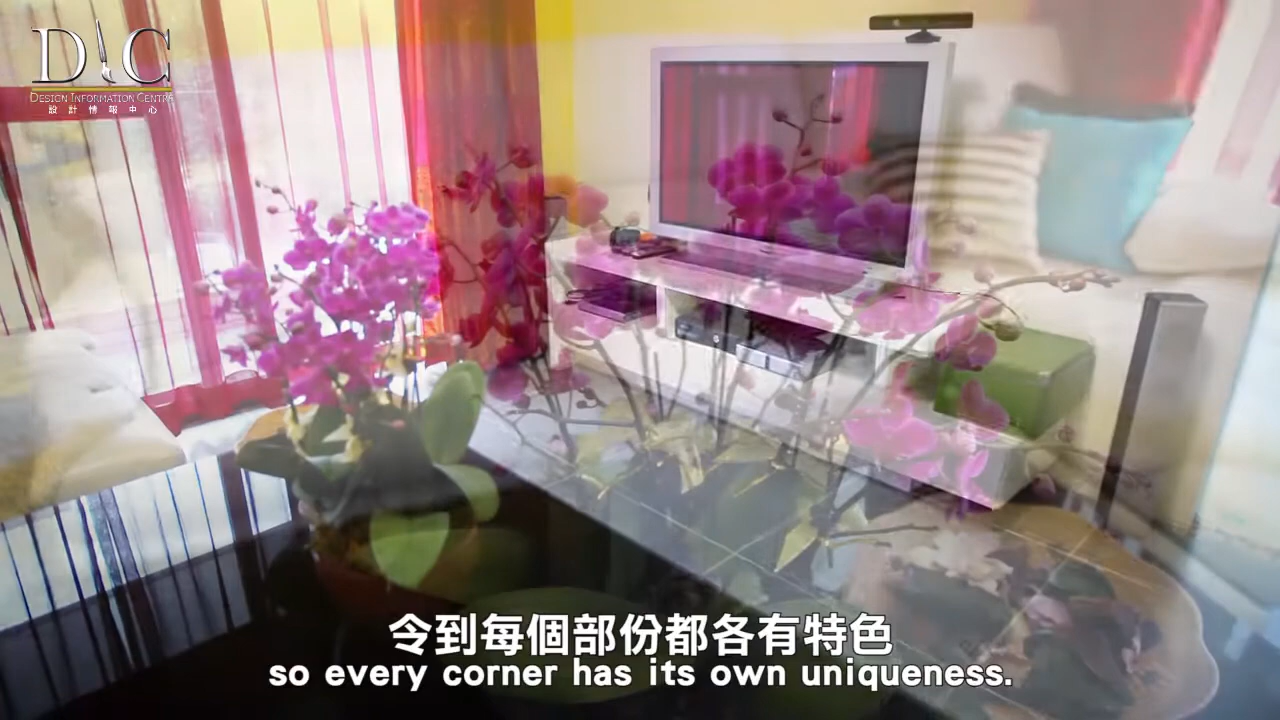 DIC
DESIGN INFORMATION CENTRE
設計情報中心
令到每個部份都各有特色
so every corner has its own uniqueness.